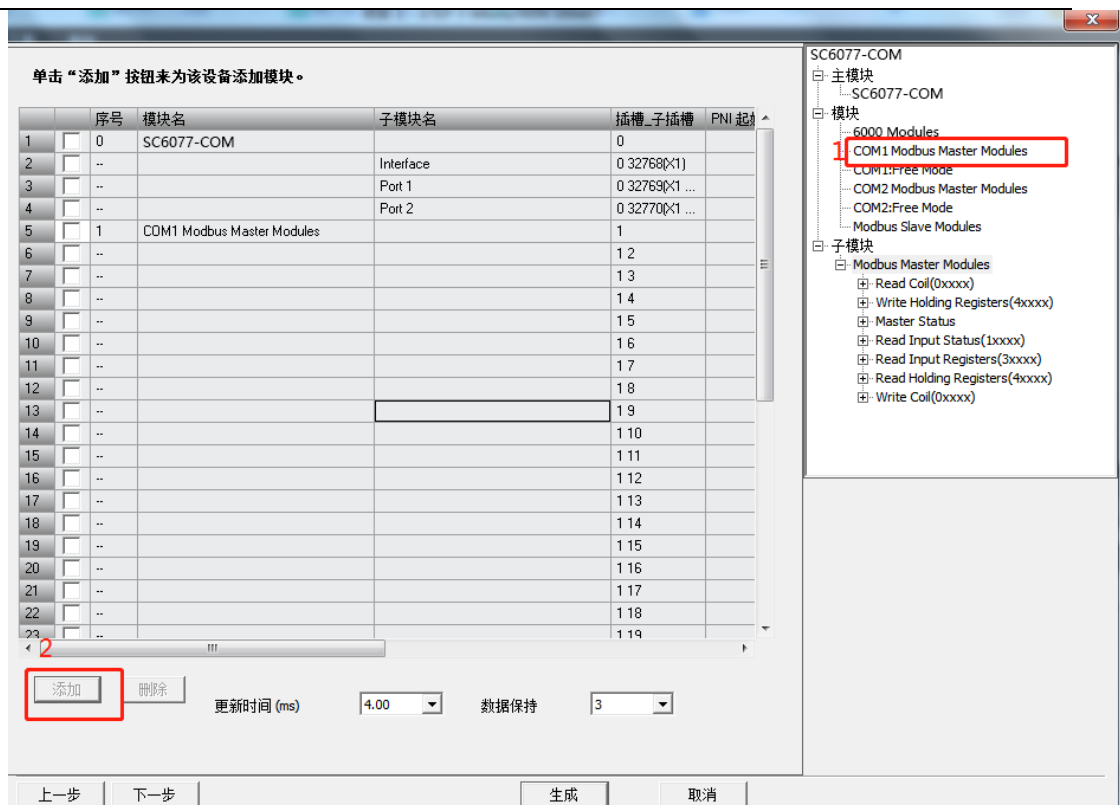 单击“添加”按钮来为该设备添加模块。
序号 模块名 子模块名 插槽_子插槽 PNI 起始
1 0 SC6077-COM 0
2 -- Interface 0 32768(X1)
3 -- Port 1 0 32769(X1 ...
4 -- Port 2 0 32770(X1 ...
5 1 COM1 Modbus Master Modules 1
6 -- 1 2
7 -- 1 3
8 -- 1 4
9 -- 1 5
10 -- 1 6
11 -- 1 7
12 -- 1 8
13 -- 1 9
14 -- 1 10
15 -- 1 11
16 -- 1 12
17 -- 1 13
18 -- 1 14
19 -- 1 15
20 -- 1 16
21 -- 1 17
22 -- 1 18
23 -- 1 19
2
添加 删除
更新时间 (ms) 4.00 数据保持 3
上一步 下一步 生成 取消
SC6077-COM
主模块
SC6077-COM
模块
6000 Modules
1 COM1 Modbus Master Modules
COM1:Free Mode
COM2 Modbus Master Modules
COM2:Free Mode
Modbus Slave Modules
子模块
Modbus Master Modules
Read Coil(0xxxx)
Write Holding Registers(4xxxx)
Master Status
Read Input Status(1xxxx)
Read Input Registers(3xxxx)
Read Holding Registers(4xxxx)
Write Coil(0xxxx)